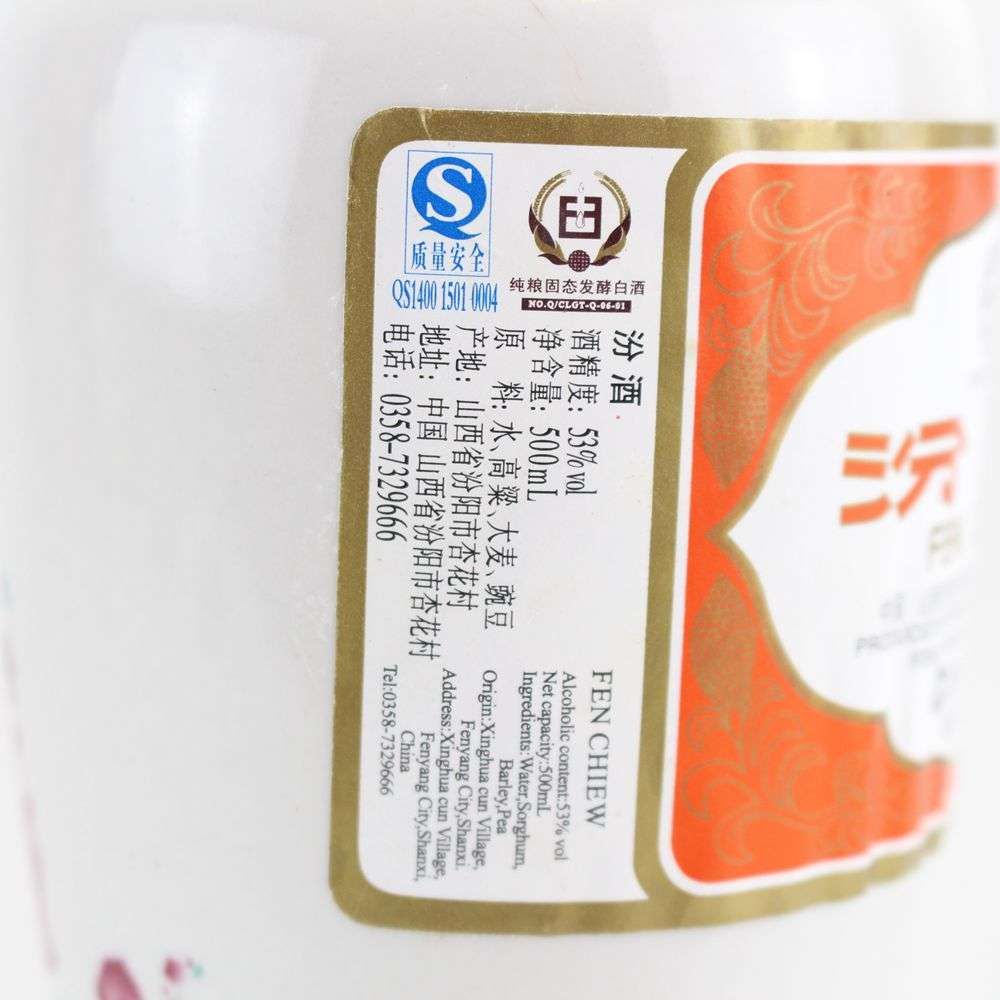 质量安全
QS1400 1501 0004
纯粮固态发酵白酒
NO.Q/CLGT-Q-06-01
汾酒
酒精度：53%vol
净含量：500mL
原 料：水、高粱、大麦、豌豆
产地：山西省汾阳市杏花村
地址：中国 山西省汾阳市杏花村
电话：0358-7329666
FEN CHIEW
Alcoholic content:53% vol
Net capacity:500mL
Ingredients:Water,Sorghum,
Barley,Pea
Origin:Xinghua cun Village,
Fenyang City,Shanxi.
Address:Xinghua cun Village,
Fenyang City,Shanxi,
China
Tel:0358-7329666
汾